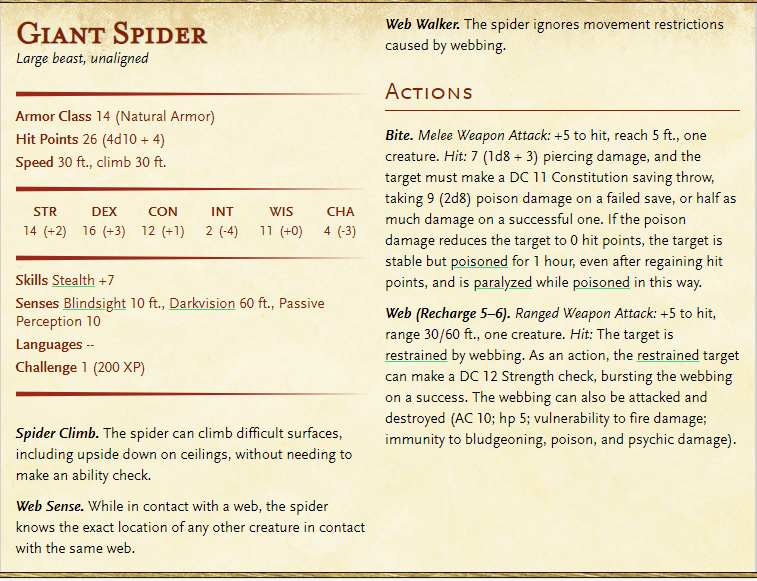 Giant Spider
Large beast, unaligned
Armor Class 14 (Natural Armor)
Hit Points 26 (4d10 + 4)
Speed 30 ft., climb 30 ft.
STR DEX CON INT WIS CHA
14 (+2) 16 (+3) 12 (+1) 2 (-4) 11 (+0) 4 (-3)
Skills Stealth +7
Senses Blindsight 10 ft., Darkvision 60 ft., Passive
Perception 10
Languages --
Challenge 1 (200 XP)
Spider Climb. The spider can climb difficult surfaces,
including upside down on ceilings, without needing to
make an ability check.
Web Sense. While in contact with a web, the spider
knows the exact location of any other creature in contact
with the same web.
Web Walker. The spider ignores movement restrictions
caused by webbing.
Actions
Bite. Melee Weapon Attack: +5 to hit, reach 5 ft., one
creature. Hit: 7 (1d8 + 3) piercing damage, and the
target must make a DC 11 Constitution saving throw,
taking 9 (2d8) poison damage on a failed save, or half as
much damage on a successful one. If the poison
damage reduces the target to 0 hit points, the target is
stable but poisoned for 1 hour, even after regaining hit
points, and is paralyzed while poisoned in this way.
Web (Recharge 5–6). Ranged Weapon Attack: +5 to hit,
range 30/60 ft., one creature. Hit: The target is
restrained by webbing. As an action, the restrained target
can make a DC 12 Strength check, bursting the webbing
on a success. The webbing can also be attacked and
destroyed (AC 10; hp 5; vulnerability to fire damage;
immunity to bludgeoning, poison, and psychic damage).